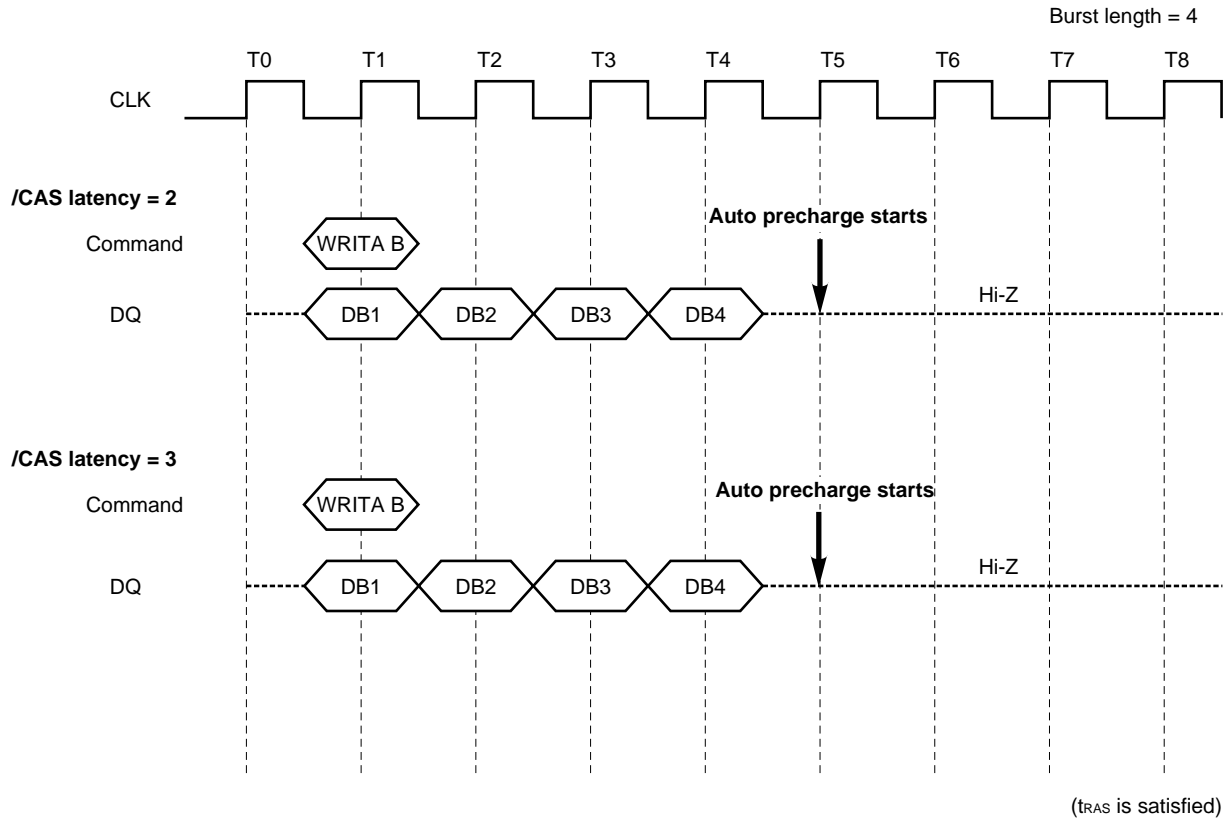 Burst length = 4
T0 T1 T2 T3 T4 T5 T6 T7 T8
CLK
/CAS latency = 2
Auto precharge starts
Command WRITA B
Hi-Z
DQ DB1 DB2 DB3 DB4
/CAS latency = 3
Auto precharge starts
Command WRITA B
Hi-Z
DQ DB1 DB2 DB3 DB4
(tRAS is satisfied)